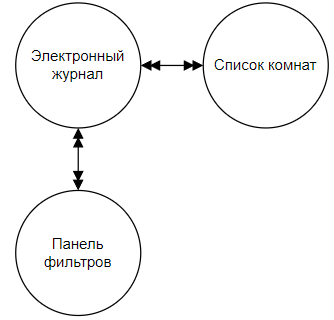 Электронный
журнал
Список комнат
Панель
фильтров